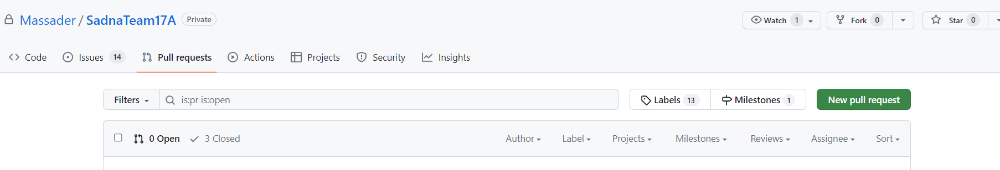 Massader / SadnaTeam17A Private Watch 1 Fork 0 Star 0
Code Issues 14 Pull requests Actions Projects Security Insights
Filters is:pr is:open Labels 13 Milestones 1 New pull request
0 Open 3 Closed Author Label Projects Milestones Reviews Assignee Sort